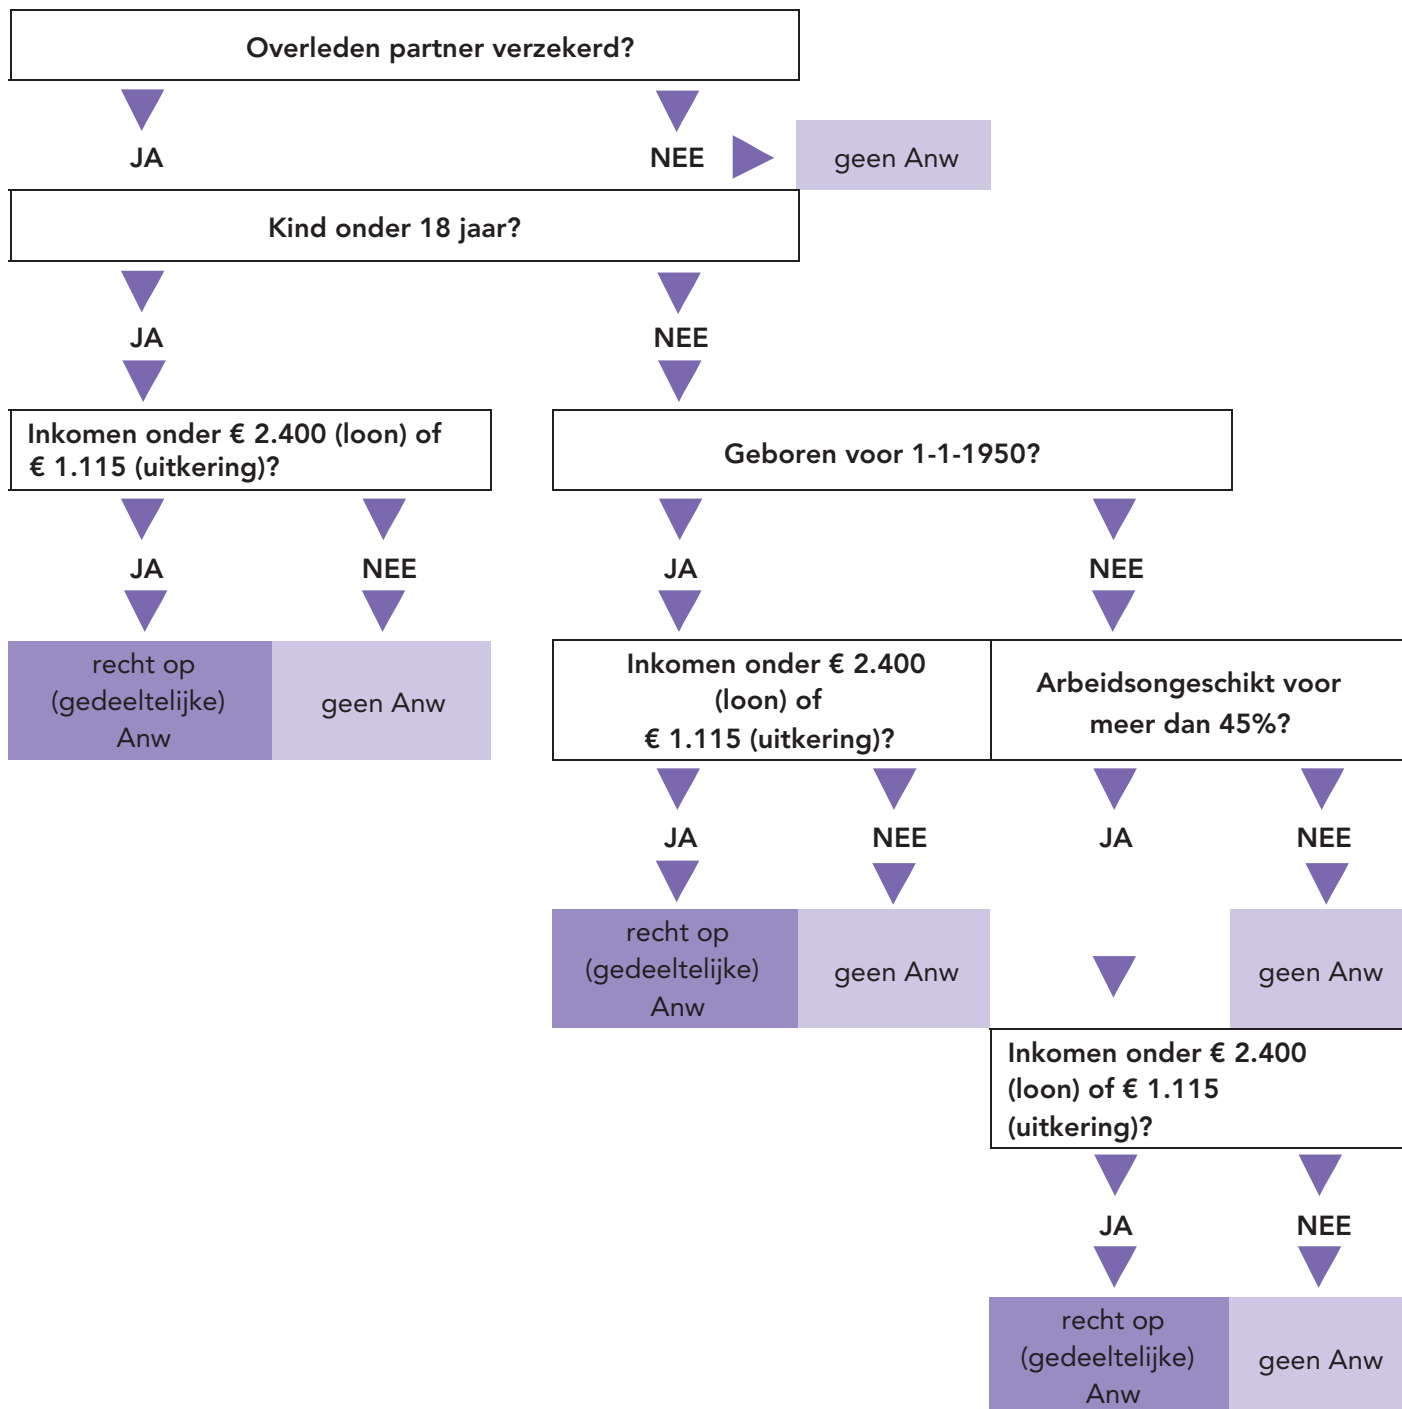 Overleden partner verzekerd?
JA
NEE
geen Anw
Kind onder 18 jaar?
JA
NEE
Inkomen onder € 2.400 (loon) of
€ 1.115 (uitkering)?
Geboren voor 1-1-1950?
JA
NEE
JA
NEE
recht op
(gedeeltelijke)
Anw
geen Anw
Inkomen onder € 2.400
(loon) of
€ 1.115 (uitkering)?
Arbeidsongeschikt voor
meer dan 45%?
JA
NEE
JA
NEE
recht op
(gedeeltelijke)
Anw
geen Anw
geen Anw
Inkomen onder € 2.400
(loon) of € 1.115
(uitkering)?
JA
NEE
recht op
(gedeeltelijke)
Anw
geen Anw